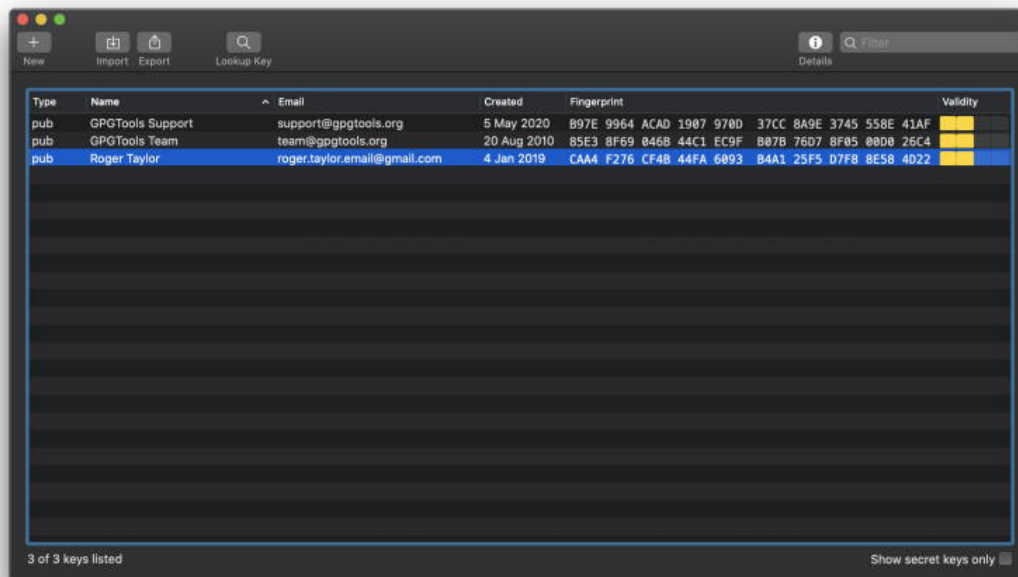 New Import Export Lookup Key Details Filter
Type Name Email Created Fingerprint Validity
pub GPGTools Support support@gpgtools.org 5 May 2020 B97E 9964 ACAD 1907 970D 37CC 8A9E 3745 558E 41AF
pub GPGTools Team team@gpgtools.org 20 Aug 2010 85E3 8F69 046B 44C1 EC9F B07B 76D7 8F05 00D0 26C4
pub Roger Taylor roger.taylor.email@gmail.com 4 Jan 2019 CAA4 F276 CF4B 44FA 6093 B4A1 25F5 D7F8 8E58 4D22
3 of 3 keys listed Show secret keys only